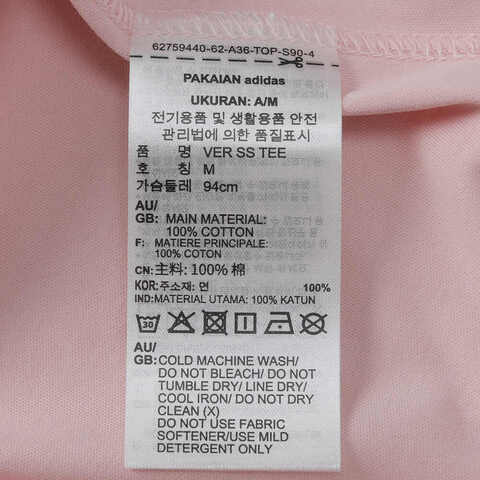 62759440-62-A36-TOP-S90-4
PAKAIAN adidas
UKURAN: A/M
전기용품 및 생활용품 안전
관리법에 의한 품질표시
품 명 VER SS TEE
호 칭 M
가슴둘레 94cm
AU/
GB: MAIN MATERIAL:
100% COTTON
F: MATIERE PRINCIPALE:
100% COTON
CN: 主料: 100% 棉
KOR: 주소재: 면 100%
IND: MATERIAL UTAMA: 100% KATUN
30
AU/
GB: COLD MACHINE WASH/
DO NOT BLEACH/ DO NOT
TUMBLE DRY/ LINE DRY/
COOL IRON/ DO NOT DRY
CLEAN (X)
DO NOT USE FABRIC
SOFTENER/USE MILD
DETERGENT ONLY